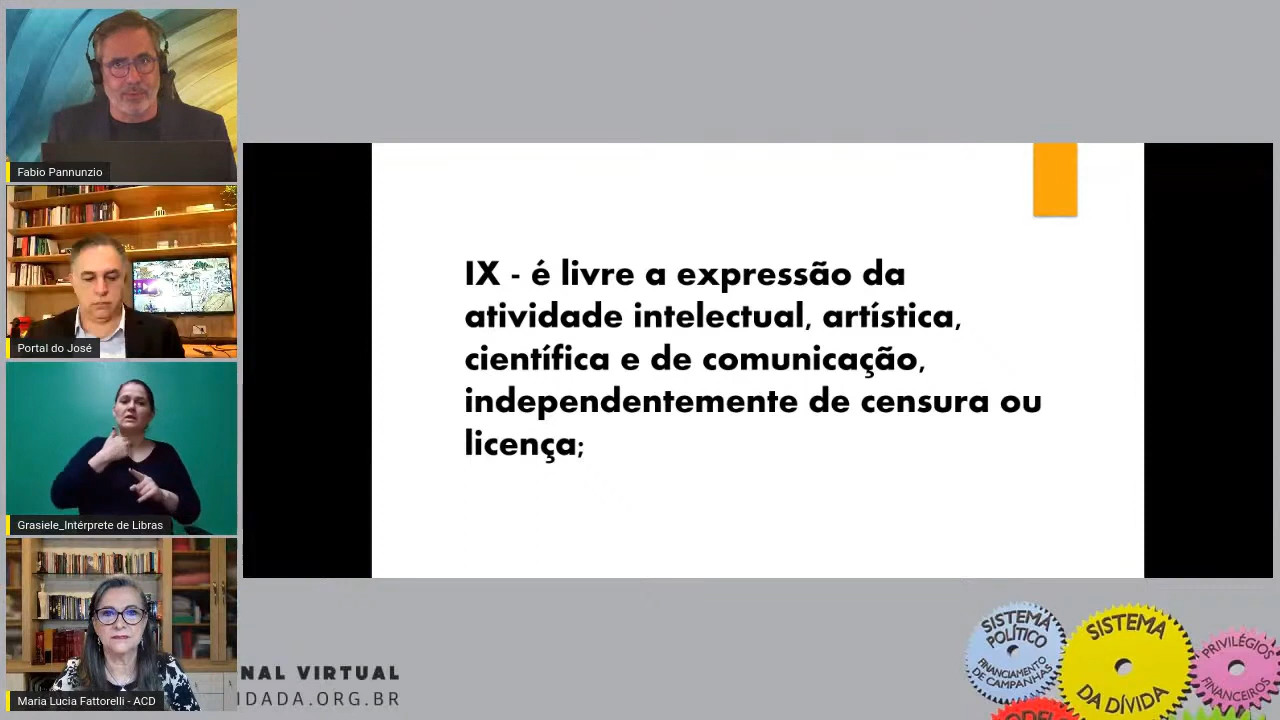 Fabio Pannunzio
Portal do José
Grasiele_Intérprete de Libras
Maria Lucia Fattorelli - ACD
IX - é livre a expressão da
atividade intelectual, artística,
científica e de comunicação,
independentemente de censura ou
licença;
NAL VIRTUAL
IDADA.ORG.BR
SISTEMA
POLÍTICO
FINANCIAMENTO
DE CAMPANHAS
SISTEMA
DA DÍVIDA
PRIVILÉGIOS
FINANCEIROS